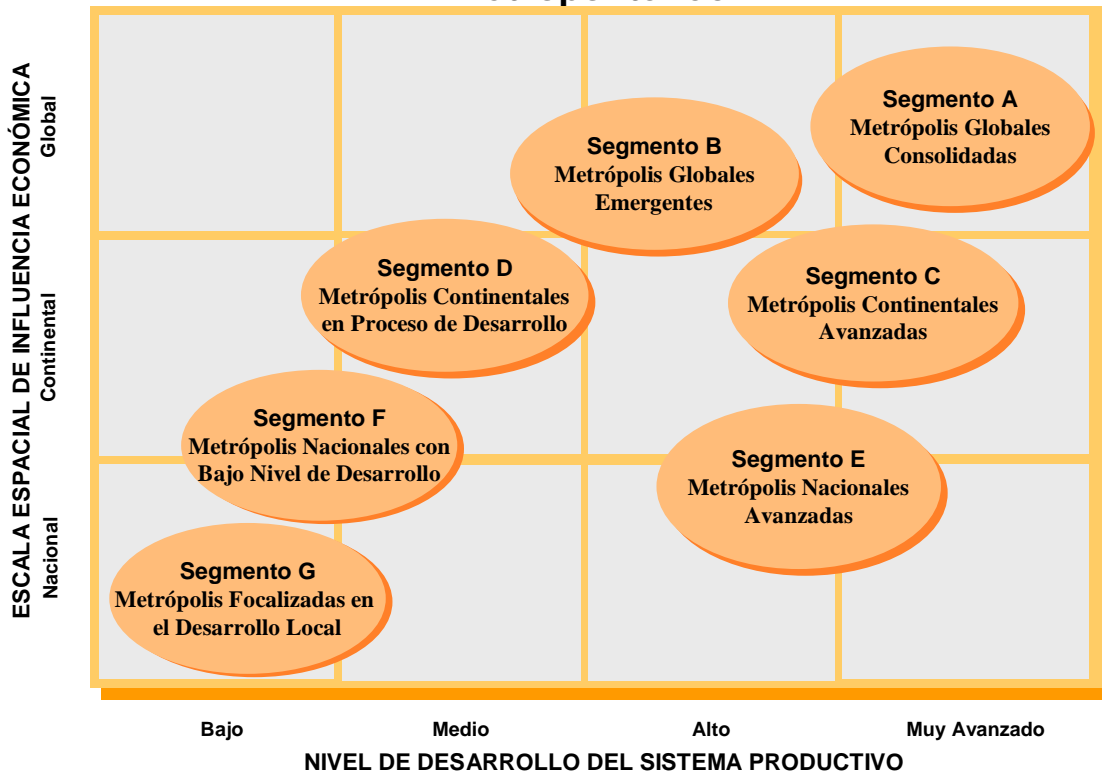 ESCALA ESPACIAL DE INFLUENCIA ECONÓMICA
Global
Continental
Nacional
Segmento A
Metrópolis Globales
Consolidadas
Segmento B
Metrópolis Globales
Emergentes
Segmento D
Metrópolis Continentales
en Proceso de Desarrollo
Segmento C
Metrópolis Continentales
Avanzadas
Segmento F
Metrópolis Nacionales con
Bajo Nivel de Desarrollo
Segmento E
Metrópolis Nacionales
Avanzadas
Segmento G
Metrópolis Focalizadas en
el Desarrollo Local
Bajo
Medio
Alto
Muy Avanzado
NIVEL DE DESARROLLO DEL SISTEMA PRODUCTIVO